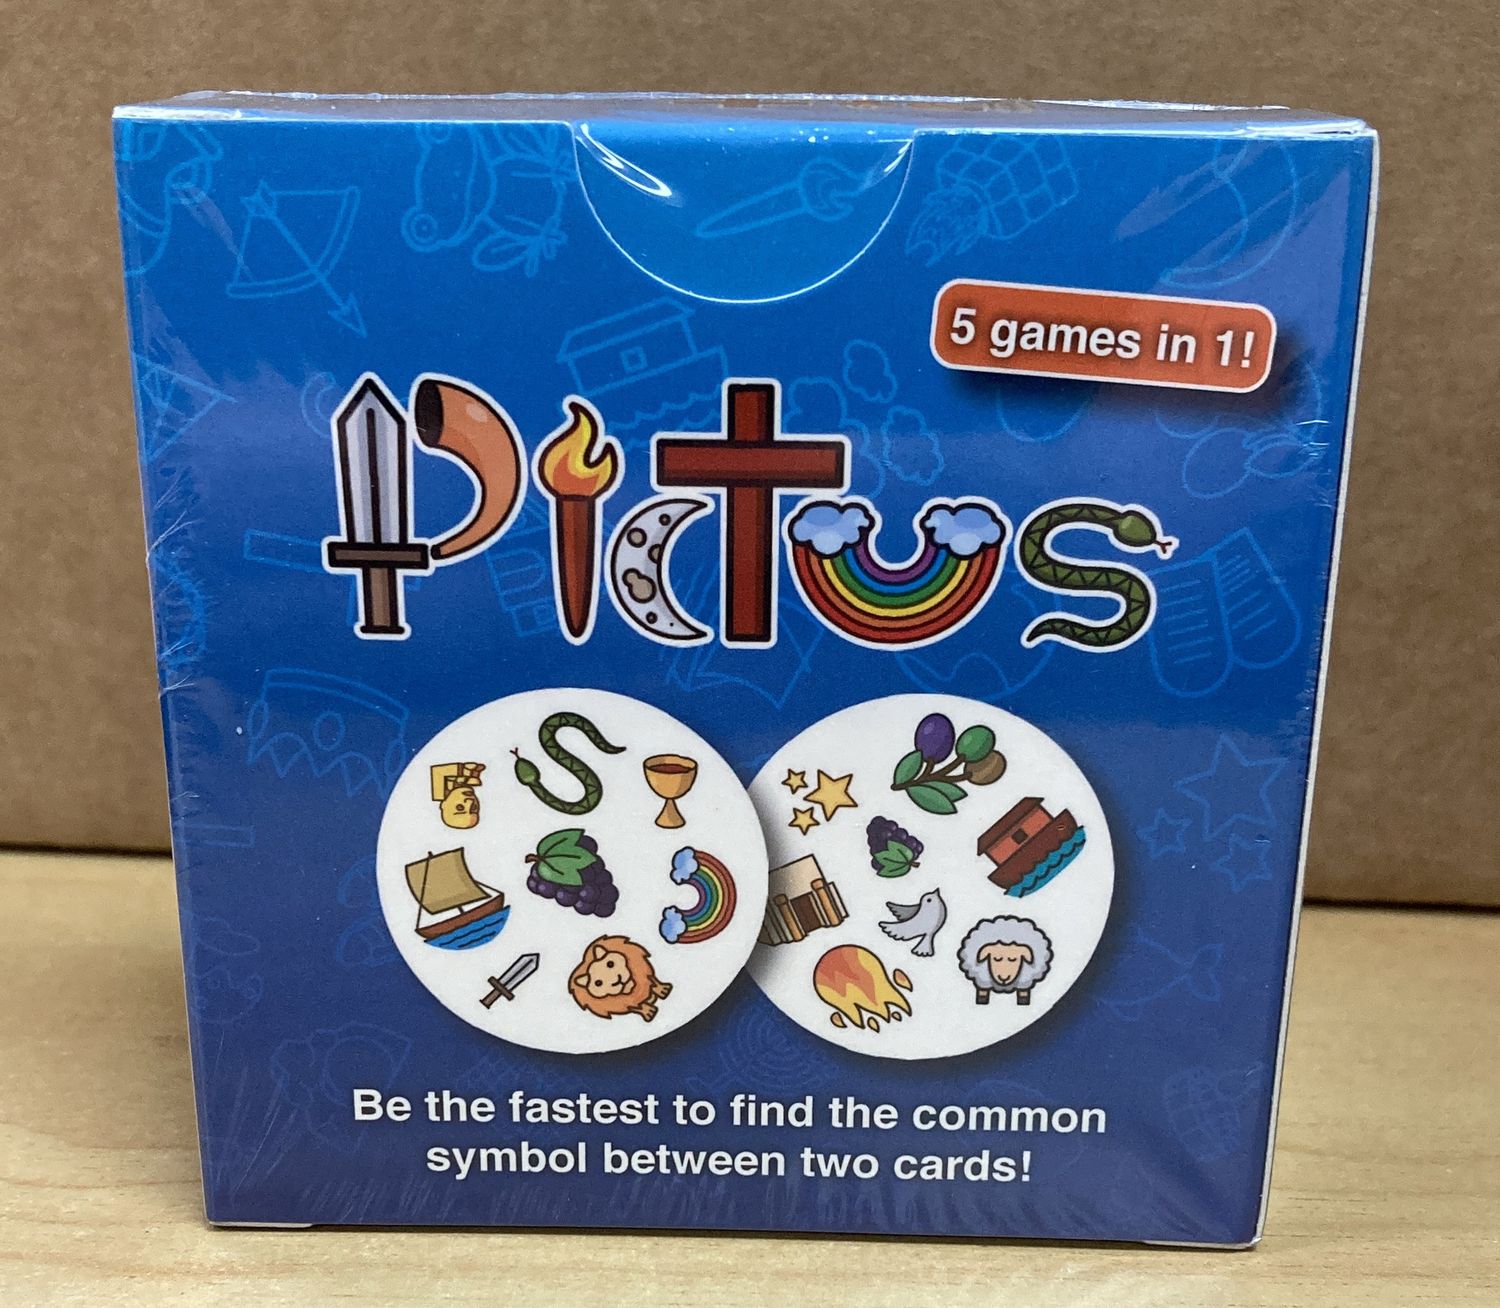 5 games in 1!
Pictus
Be the fastest to find the common
symbol between two cards!